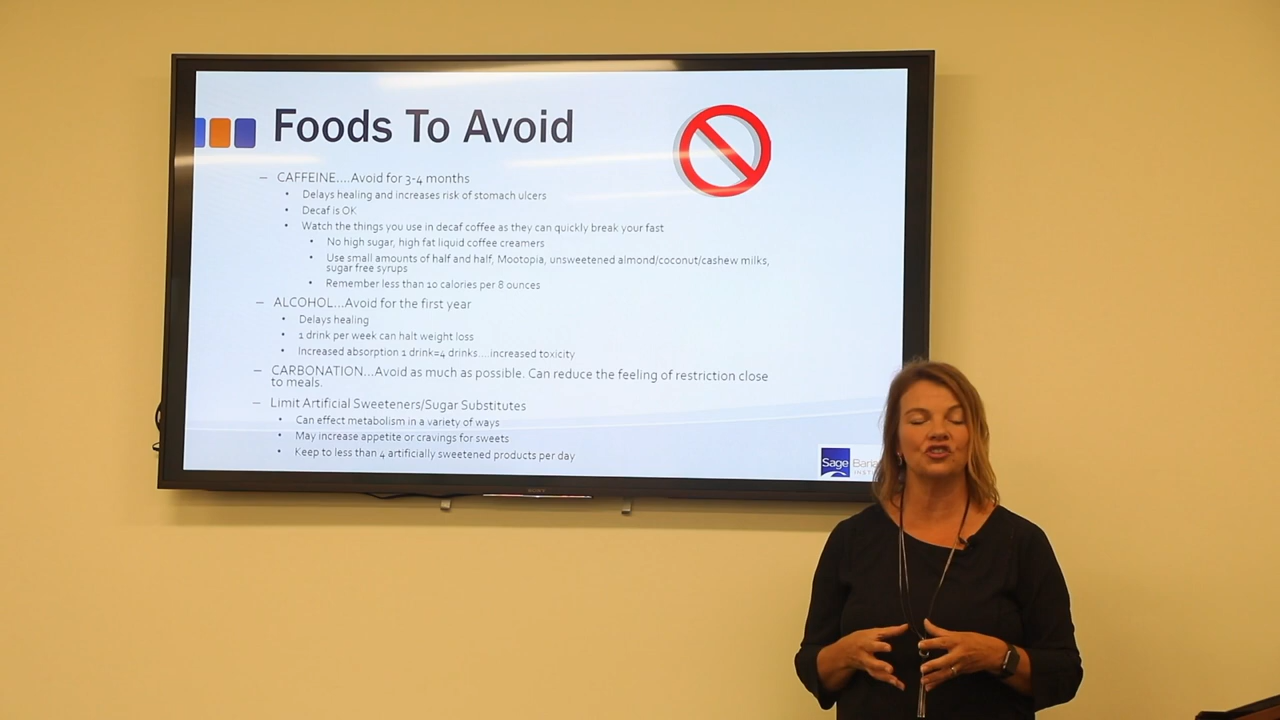 Foods To Avoid
– CAFFEINE....Avoid for 3-4 months
• Delays healing and increases risk of stomach ulcers
• Decaf is OK
• Watch the things you use in decaf coffee as they can quickly break your fast
• No high sugar, high fat liquid coffee creamers
• Use small amounts of half and half, Mootopia, unsweetened almond/coconut/cashew milks,
sugar free syrups
• Remember less than 10 calories per 8 ounces
– ALCOHOL...Avoid for the first year
• Delays healing
• 1 drink per week can halt weight loss
• Increased absorption 1 drink=4 drinks....increased toxicity
– CARBONATION...Avoid as much as possible. Can reduce the feeling of restriction close
to meals.
– Limit Artificial Sweeteners/Sugar Substitutes
• Can effect metabolism in a variety of ways
• May increase appetite or cravings for sweets
• Keep to less than 4 artificially sweetened products per day
Sage Baria
INST
SONY